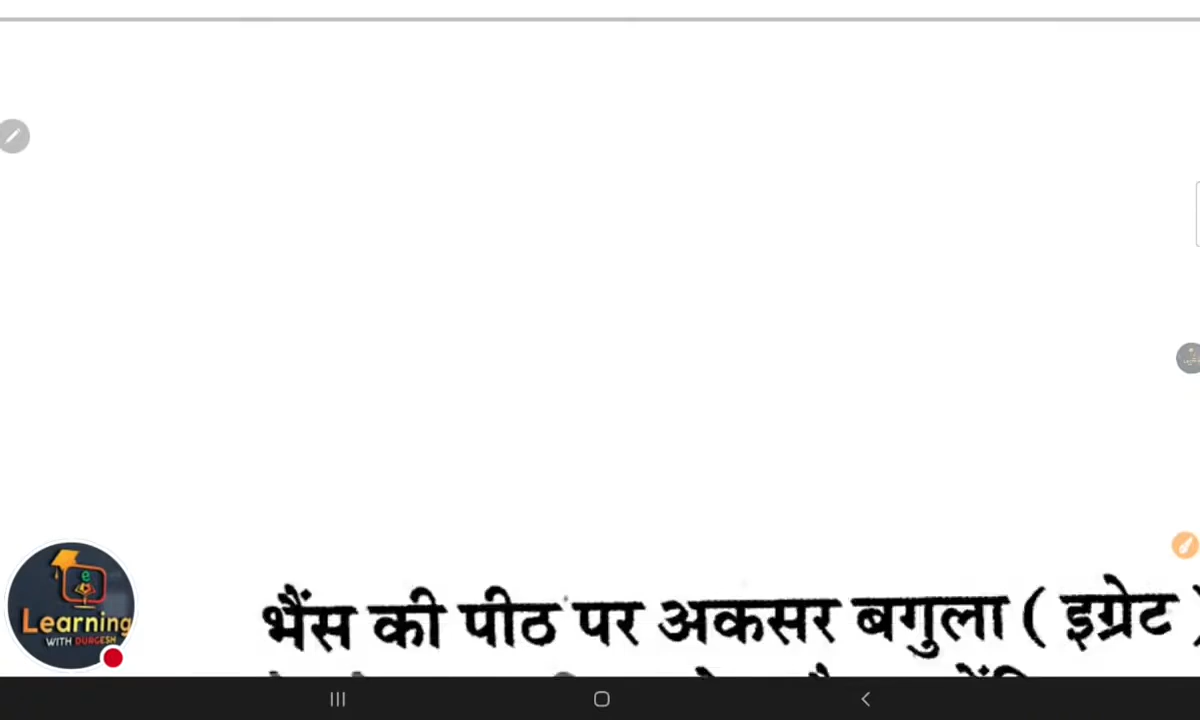 भैंस की पीठ पर अकसर बगुला ( इग्रेट )
e
Learning
WITH DURGESH